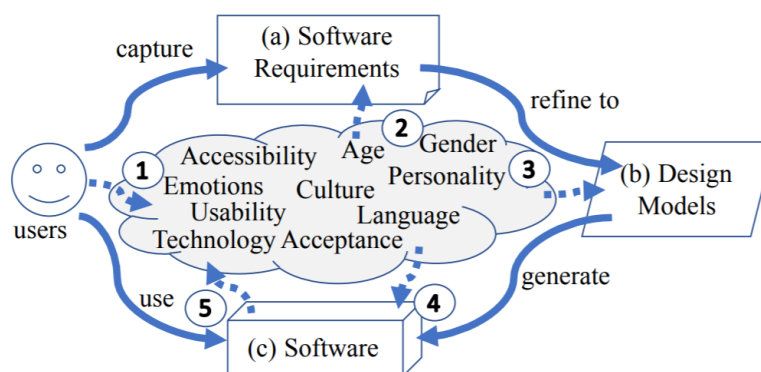 capture
(a) Software
Requirements
refine to
1
2
3
Accessibility
Age
Gender
Emotions
Culture
Personality
Usability
Language
Technology Acceptance
users
(b) Design
Models
use
5
4
generate
(c) Software